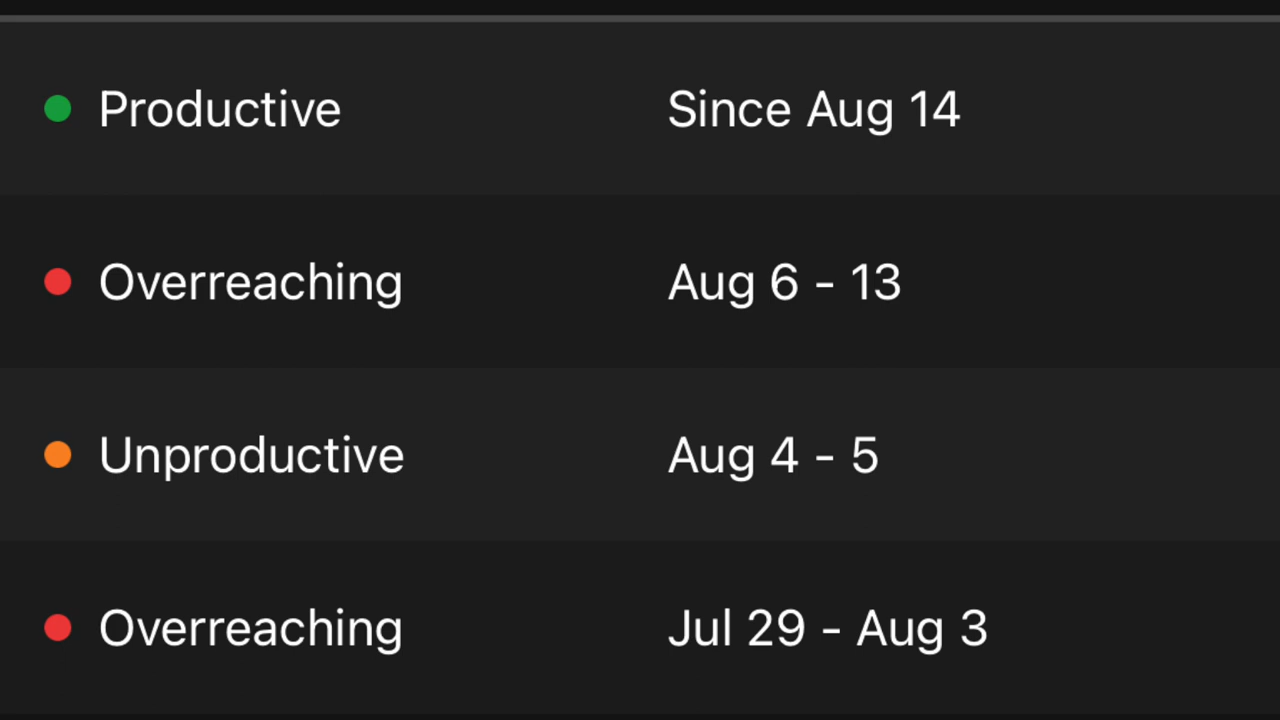 Productive Since Aug 14
Overreaching Aug 6 - 13
Unproductive Aug 4 - 5
Overreaching Jul 29 - Aug 3